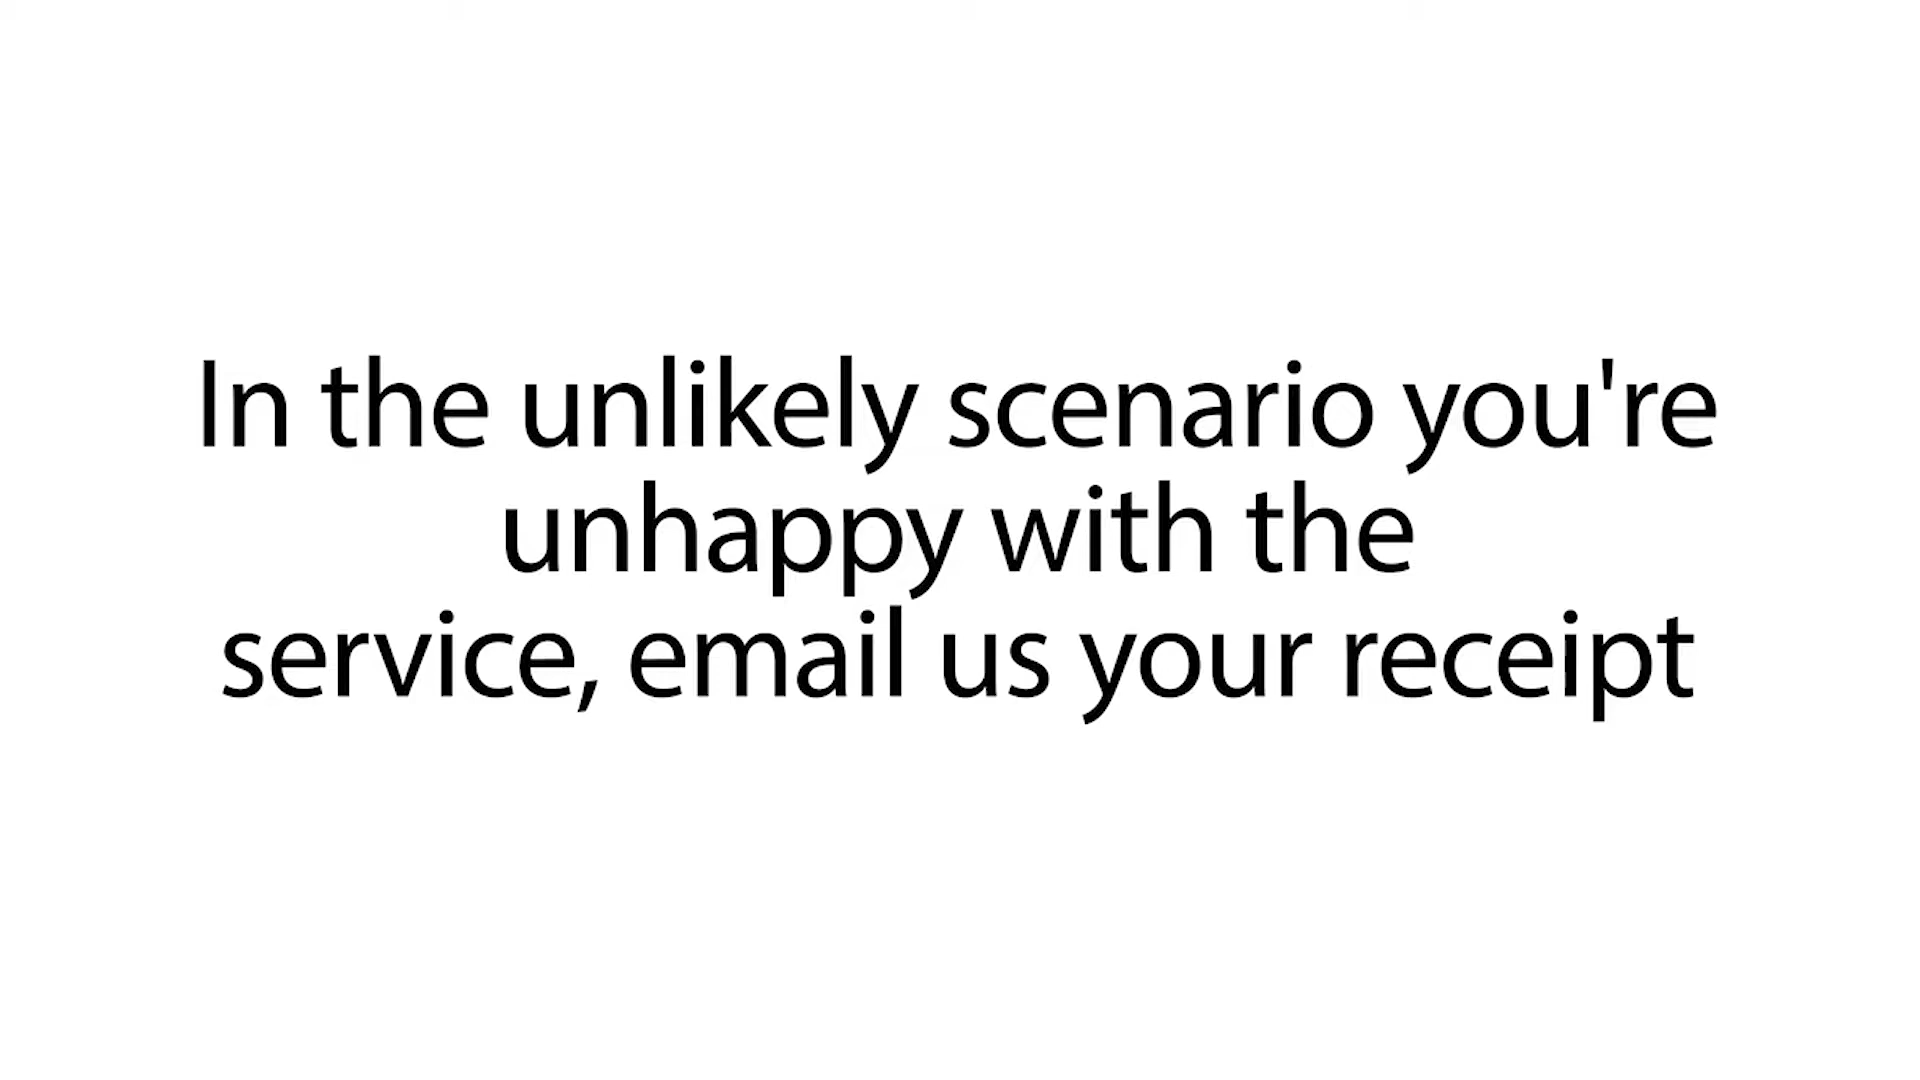 In the unlikely scenario you're
unhappy with the
service, email us your receipt